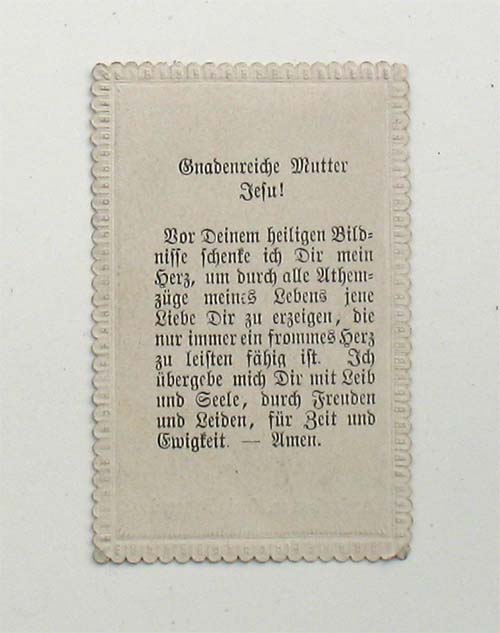 Gnadenreiche Mutter
Jesu!
Vor Deinem heiligen Bild-
nisse schenke ich Dir mein
Herz, um durch alle Athem-
züge meines Lebens jene
Liebe Dir zu erzeigen, die
nur immer ein frommes Herz
zu leisten fähig ist. Ich
übergebe mich Dir mit Leib
und Seele, durch Freuden
und Leiden, für Zeit und
Ewigkeit. — Amen.